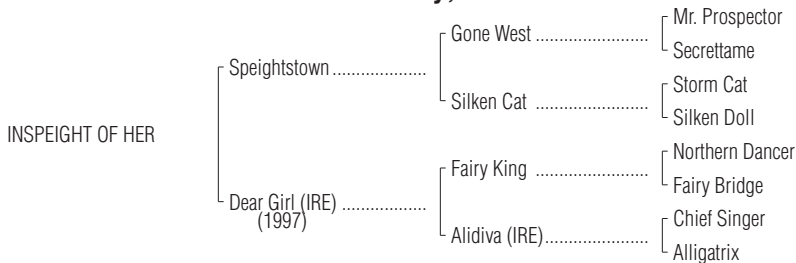 Mr. Prospector
Gone West ........................
Secrettame
Speightstown ....................
Storm Cat
Silken Cat ........................
Silken Doll
INSPEIGHT OF HER
Northern Dancer
Fairy King ........................
Fairy Bridge
Dear Girl (IRE) ..................
(1997)
Chief Singer
Alidiva (IRE)......................
Alligatrix